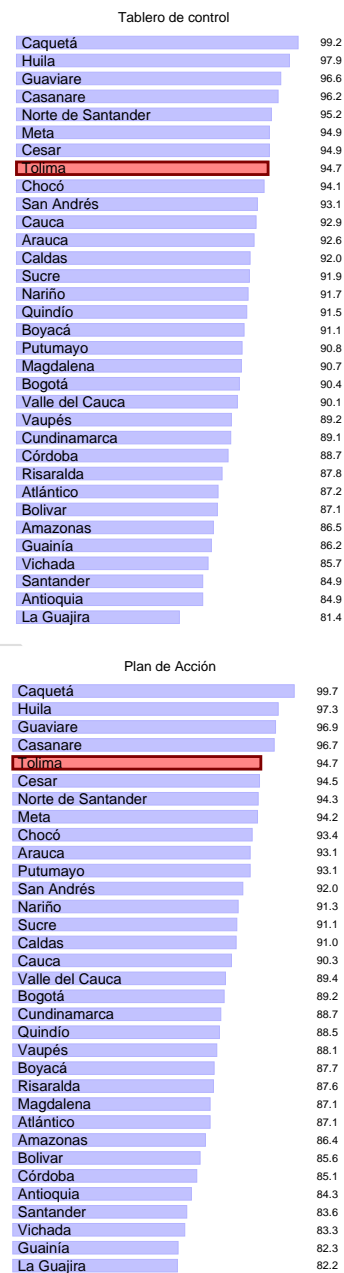 Tablero de control
Caquetá 99.2
Huila 97.9
Guaviare 96.6
Casanare 96.2
Norte de Santander 95.2
Meta 94.9
Cesar 94.9
Tolima 94.7
Chocó 94.1
San Andrés 93.1
Cauca 92.9
Arauca 92.6
Caldas 92.0
Sucre 91.9
Nariño 91.7
Quindío 91.5
Boyacá 91.1
Putumayo 90.8
Magdalena 90.7
Bogotá 90.4
Valle del Cauca 90.1
Vaupés 89.2
Cundinamarca 89.1
Córdoba 88.7
Risaralda 87.8
Atlántico 87.2
Bolivar 87.1
Amazonas 86.5
Guainía 86.2
Vichada 85.7
Santander 84.9
Antioquia 84.9
La Guajira 81.4
Plan de Acción
Caquetá 99.7
Huila 97.3
Guaviare 96.9
Casanare 96.7
Tolima 94.7
Cesar 94.5
Norte de Santander 94.3
Meta 94.2
Chocó 93.4
Arauca 93.1
Putumayo 93.1
San Andrés 92.0
Nariño 91.3
Sucre 91.1
Caldas 91.0
Cauca 90.3
Valle del Cauca 89.4
Bogotá 89.2
Cundinamarca 88.7
Quindío 88.5
Vaupés 88.1
Boyacá 87.7
Risaralda 87.6
Magdalena 87.1
Atlántico 87.1
Amazonas 86.4
Bolivar 85.6
Córdoba 85.1
Antioquia 84.3
Santander 83.6
Vichada 83.3
Guainía 82.3
La Guajira 82.2